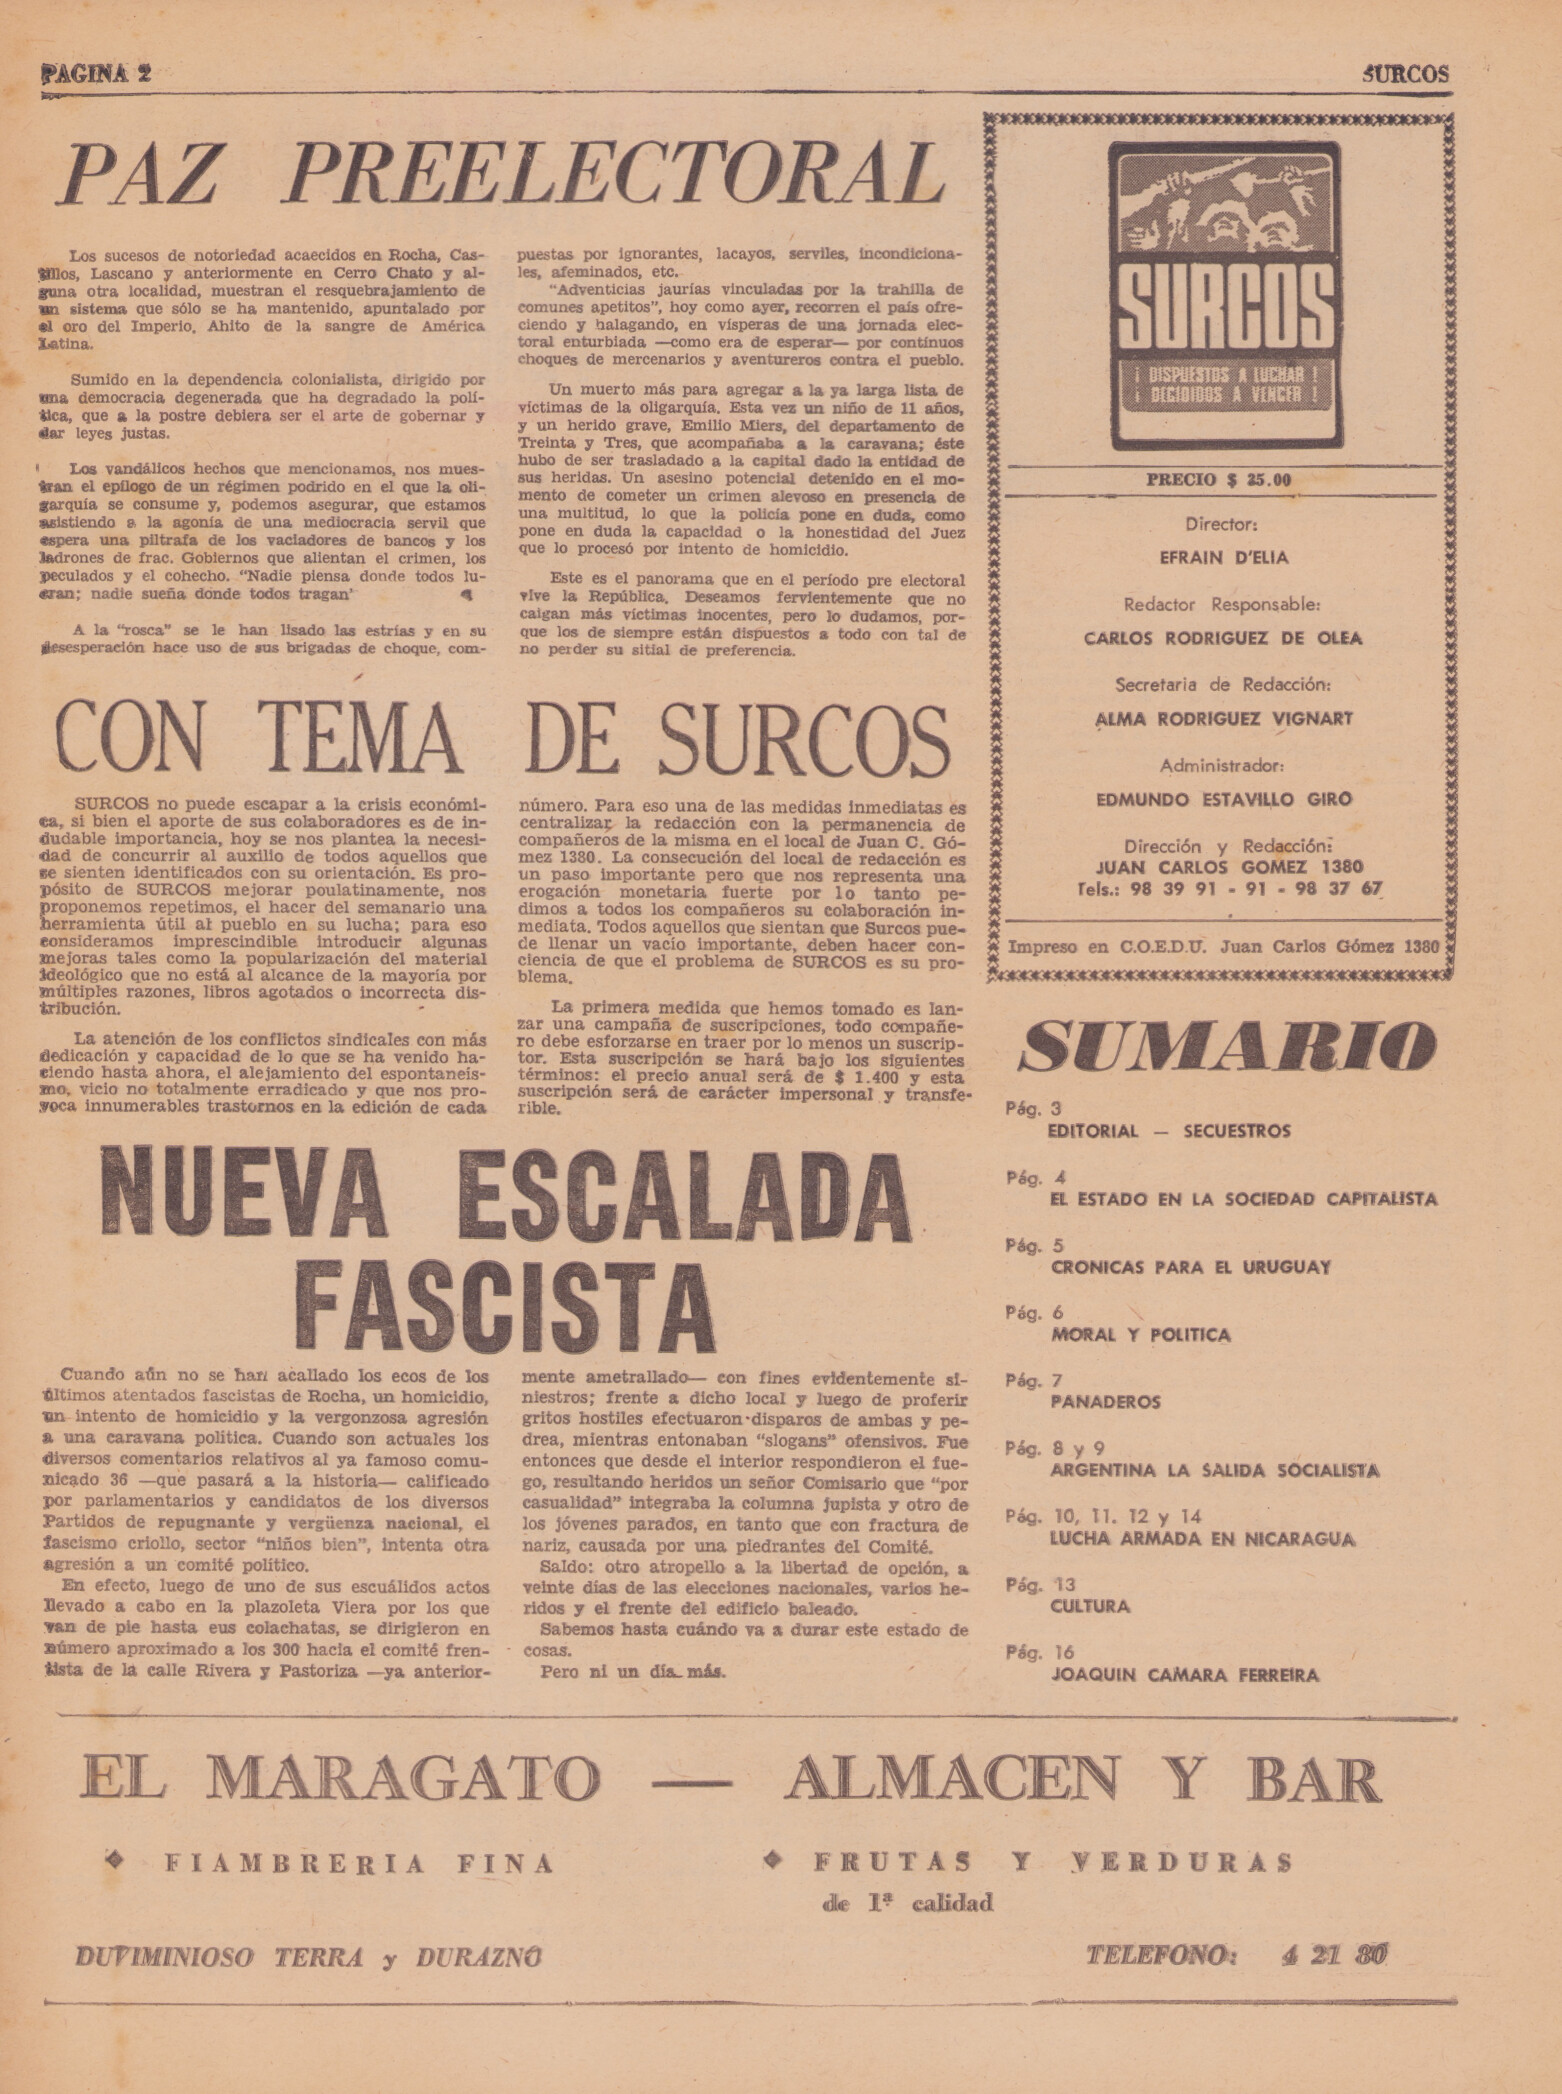 PAGINA 2
SURCOS
PAZ PREELECTORAL
Los sucesos de notoriedad acaecidos en Rocha, Cas-
tillos, Lascano y anteriormente en Cerro Chato y al-
guna otra localidad, muestran el resquebrajamiento de
un sistema que sólo se ha mantenido, apuntalado por
el oro del Imperio. Ahito de la sangre de América
Latina.
Sumido en la dependencia colonialista, dirigido por
una democracia degenerada que ha degradado la polí-
tica, que a la postre debiera ser el arte de gobernar y
dar leyes justas.
Los vandálicos hechos que mencionamos, nos mues-
tran el epílogo de un régimen podrido en el que la oli-
garquía se consume y, podemos asegurar, que estamos
asistiendo a la agonía de una mediocracia servil que
espera una piltrafa de los vaciadores de bancos y los
ladrones de frac. Gobiernos que alientan el crimen, los
peculados y el cohecho. "Nadie piensa donde todos lu-
cran; nadie sueña donde todos tragan'
A la "rosca" se le han lisado las estrías y en su
desesperación hace uso de sus brigadas de choque, com-
puestas por ignorantes, lacayos, serviles, incondiciona-
les, afeminados, etc.
"Adventicias jaurías vinculadas por la trahilla de
comunes apetitos", hoy como ayer, recorren el país ofre-
ciendo y halagando, en vísperas de una jornada elec-
toral enturbiada —como era de esperar— por contínuos
choques de mercenarios y aventureros contra el pueblo.
Un muerto más para agregar a la ya larga lista de
víctimas de la oligarquía. Esta vez un niño de 11 años,
y un herido grave, Emilio Miers, del departamento de
Treinta y Tres, que acompañaba a la caravana; éste
hubo de ser trasladado a la capital dado la entidad de
sus heridas. Un asesino potencial detenido en el mo-
mento de cometer un crimen alevoso en presencia de
una multitud, lo que la policía pone en duda, como
pone en duda la capacidad o la honestidad del Juez
que lo procesó por intento de homicidio.
Este es el panorama que en el período pre electoral
vive la República. Deseamos fervientemente que no
caigan más víctimas inocentes, pero lo dudamos, por-
que los de siempre están dispuestos a todo con tal de
no perder su sitial de preferencia.
CON TEMA DE SURCOS
SURCOS no puede escapar a la crisis económi-
ca, si bien el aporte de sus colaboradores es de in-
dudable importancia, hoy se nos plantea la necesi-
dad de concurrir al auxilio de todos aquellos que
se sienten identificados con su orientación. Es pro-
pósito de SURCOS mejorar poulatinamente, nos
proponemos repetimos, el hacer del semanario una
herramienta útil al pueblo en su lucha; para eso
consideramos imprescindible introducir algunas
mejoras tales como la popularización del material
ideológico que no está al alcance de la mayoría por
múltiples razones, libros agotados o incorrecta dis-
tribución.
La atención de los conflictos sindicales con más
dedicación y capacidad de lo que se ha venido ha-
ciendo hasta ahora, el alejamiento del espontaneís-
mo, vicio no totalmente erradicado y que nos pro-
voca innumerables trastornos en la edición de cada
número. Para eso una de las medidas inmediatas es
centralizar la redacción con la permanencia de
compañeros de la misma en el local de Juan C. Gó-
mez 1380. La consecución del local de redacción es
un paso importante pero que nos representa una
erogación monetaria fuerte por lo tanto pe-
dimos a todos los compañeros su colaboración in-
mediata. Todos aquellos que sientan que Surcos pue-
de llenar un vacío importante, deben hacer con-
ciencia de que el problema de SURCOS es su pro-
blema.
La primera medida que hemos tomado es lan-
zar una campaña de suscripciones, todo compañe-
ro debe esforzarse en traer por lo menos un suscrip-
tor. Esta suscripción se hará bajo los siguientes
términos: el precio anual será de $ 1.400 y esta
suscripción será de carácter impersonal y transfe-
rible.
NUEVA ESCALADA
FASCISTA
Cuando aún no se han acallado los ecos de los
últimos atentados fascistas de Rocha, un homicidio,
un intento de homicidio y la vergonzosa agresión
a una caravana política. Cuando son actuales los
diversos comentarios relativos al ya famoso comu-
nicado 36 —que pasará a la historia— calificado
por parlamentarios y candidatos de los diversos
Partidos de repugnante y vergüenza nacional, el
fascismo criollo, sector "niños bien", intenta otra
agresión a un comité político.
En efecto, luego de uno de sus escuálidos actos
llevado a cabo en la plazoleta Viera por los que
van de pie hasta eus colachatas, se dirigieron en
número aproximado a los 300 hacia el comité fren-
tista de la calle Rivera y Pastoriza —ya anterior-
mente ametrallado— con fines evidentemente si-
niestros; frente a dicho local y luego de proferir
gritos hostiles efectuaron disparos de ambas y pe-
drea, mientras entonaban "slogans" ofensivos. Fue
entonces que desde el interior respondieron el fue-
go, resultando heridos un señor Comisario que "por
casualidad" integraba la columna jupista y otro de
los jóvenes parados, en tanto que con fractura de
nariz, causada por una piedrantes del Comité.
Saldo: otro atropello a la libertad de opción, a
veinte días de las elecciones nacionales, varios he-
ridos y el frente del edificio baleado.
Sabemos hasta cuándo va a durar este estado de
cosas.
Pero ni un día más.
SURCOS
¡ DISPUESTOS A LUCHAR !
¡ DECIDIDOS A VENCER !
PRECIO $ 25.00
Director:
EFRAIN D'ELIA
Redactor Responsable:
CARLOS RODRIGUEZ DE OLEA
Secretaria de Redacción:
ALMA RODRIGUEZ VIGNART
Administrador:
EDMUNDO ESTAVILLO GIRO
Dirección y Redacción:
JUAN CARLOS GOMEZ 1380
Tels.: 98 39 91 - 91 - 98 37 67
Impreso en C.O.E.D.U. Juan Carlos Gómez 1380
SUMARIO
Pág. 3
EDITORIAL — SECUESTROS
Pág. 4
EL ESTADO EN LA SOCIEDAD CAPITALISTA
Pág. 5
CRONICAS PARA EL URUGUAY
Pág. 6
MORAL Y POLITICA
Pág. 7
PANADEROS
Pág. 8 y 9
ARGENTINA LA SALIDA SOCIALISTA
Pág. 10, 11. 12 y 14
LUCHA ARMADA EN NICARAGUA
Pág. 13
CULTURA
Pág. 16
JOAQUIN CAMARA FERREIRA
EL MARAGATO — ALMACEN Y BAR
◆ FIAMBRERIA FINA
◆ FRUTAS Y VERDURAS
de 1ª calidad
DUVIMINIOSO TERRA y DURAZNO
TELEFONO: 4 21 80